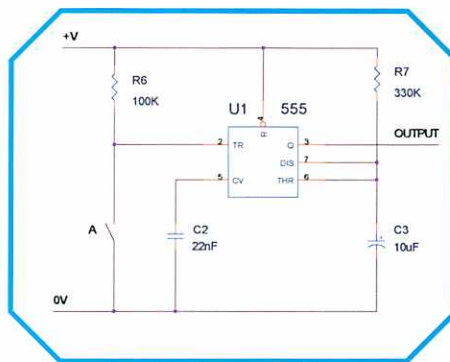 +V
R6
100K
R7
330K
U1 555
4
R
2 TR Q 3
OUTPUT
DIS 7
5 CV THR 6
A
C2
22nF
C3
10uF
0V